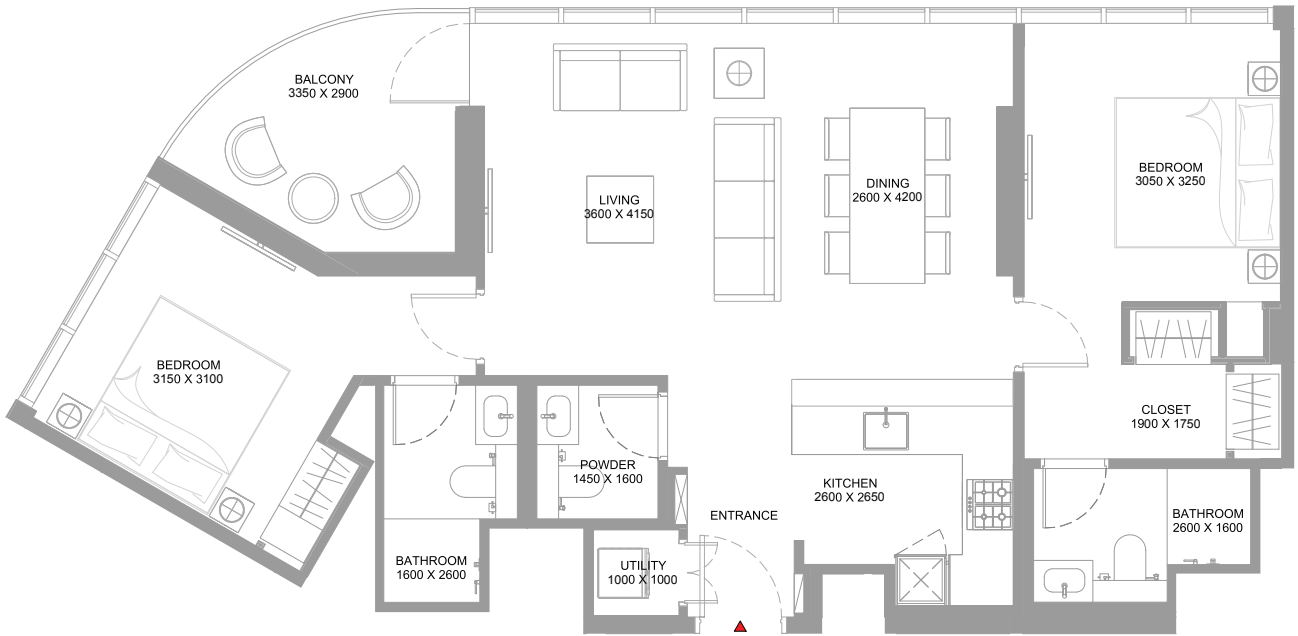 BALCONY
3350 X 2900
BEDROOM
3050 X 3250
DINING
2600 X 4200
LIVING
3600 X 4150
BEDROOM
3150 X 3100
CLOSET
1900 X 1750
POWDER
1450 X 1600
KITCHEN
2600 X 2650
ENTRANCE
BATHROOM
2600 X 1600
BATHROOM
1600 X 2600
UTILITY
1000 X 1000